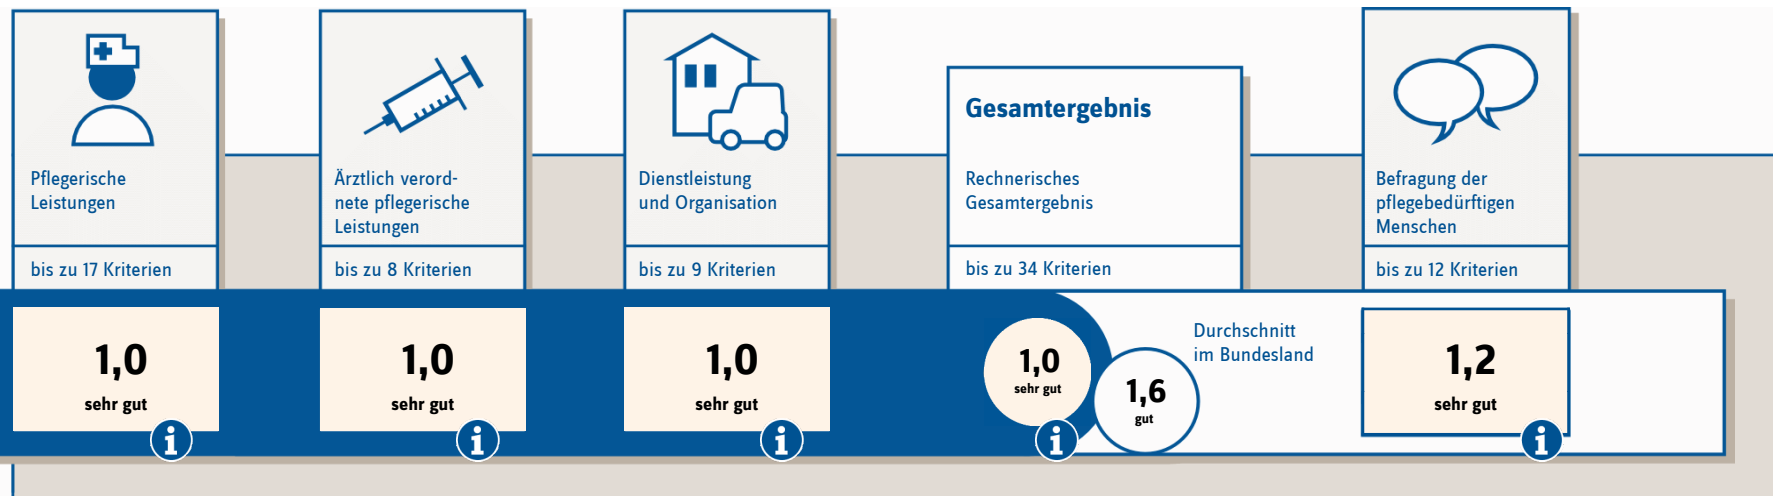 Pflegerische
Leistungen
bis zu 17 Kriterien
1,0
sehr gut
i
Ärztlich verord-
nete pflegerische
Leistungen
bis zu 8 Kriterien
1,0
sehr gut
i
Dienstleistung
und Organisation
bis zu 9 Kriterien
1,0
sehr gut
i
Gesamtergebnis
Rechnerisches
Gesamtergebnis
bis zu 34 Kriterien
1,0
sehr gut
i
Durchschnitt
im Bundesland
1,6
gut
Befragung der
pflegebedürftigen
Menschen
bis zu 12 Kriterien
1,2
sehr gut
i